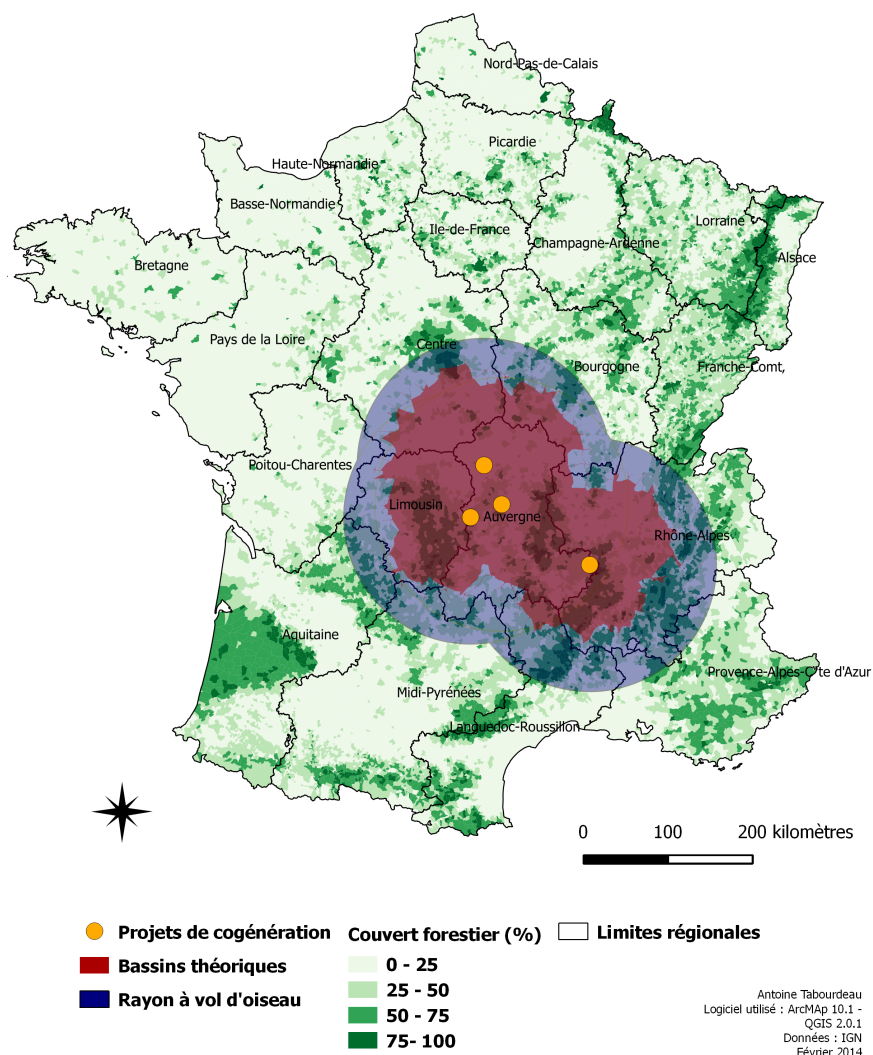 Nord-Pas-de-Calais
Picardie
Haute-Normandie
Basse-Normandie
Ile-de-France
Lorraine
Champagne-Ardenne
Alsace
Bretagne
Pays de la Loire
Centre
Bourgogne
Franche-Comt,
Poitou-Charentes
Limousin
Auvergne
Rhône-Alpes
Aquitaine
Provence-Alpes-C"te d'Azur
Midi-Pyrénées
Languedoc-Roussillon
0 100 200 kilomètres
Projets de cogénération
Bassins théoriques
Rayon à vol d'oiseau
Couvert forestier (%)
0 - 25
25 - 50
50 - 75
75- 100
Limites régionales
Antoine Tabourdeau
Logiciel utilisé : ArcMAp 10.1 -
QGIS 2.0.1
Données : IGN
Février 2014